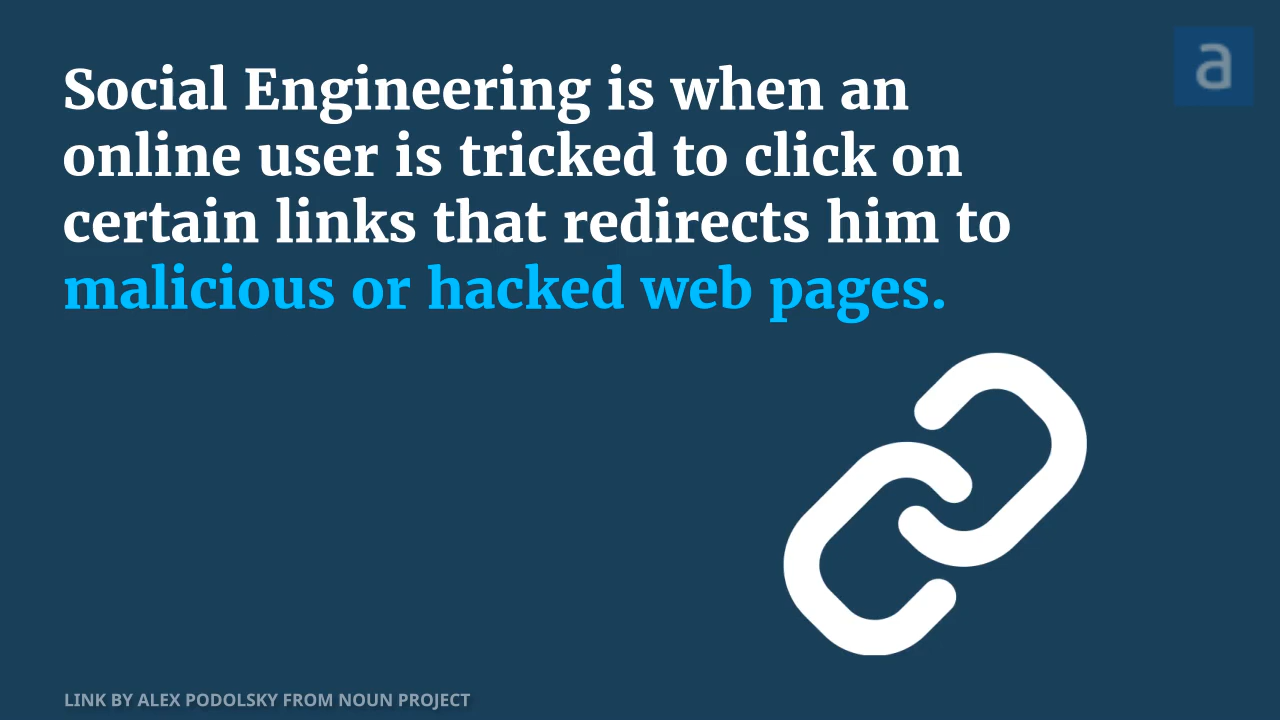 a
Social Engineering is when an
online user is tricked to click on
certain links that redirects him to
malicious or hacked web pages.
LINK BY ALEX PODOLSKY FROM NOUN PROJECT